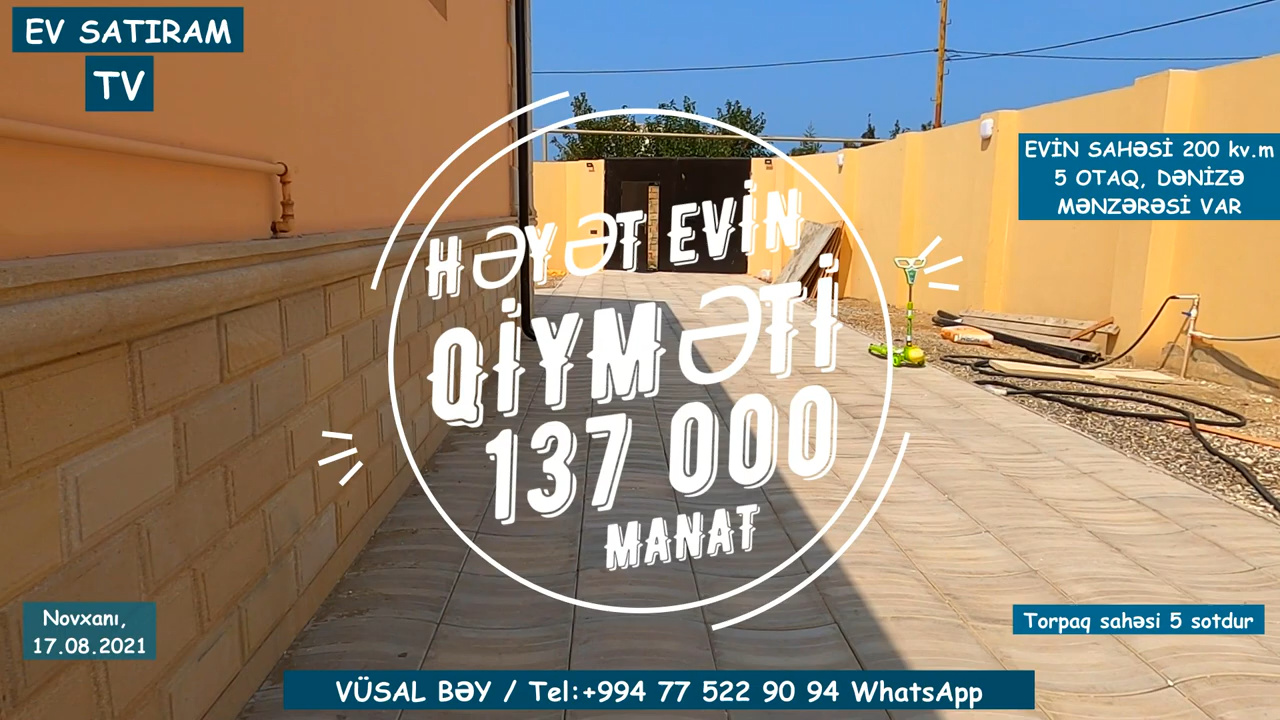 EV SATIRAM
TV
EVİN SAHƏSİ 200 kv.m
5 OTAQ, DƏNİZƏ
MƏNZƏRƏSİ VAR
HƏYƏT EVİN
QİYMƏTİ
137 000
MANAT
Novxanı,
17.08.2021
Torpaq sahəsi 5 sotdur
VÜSAL BƏY / Tel:+994 77 522 90 94 WhatsApp